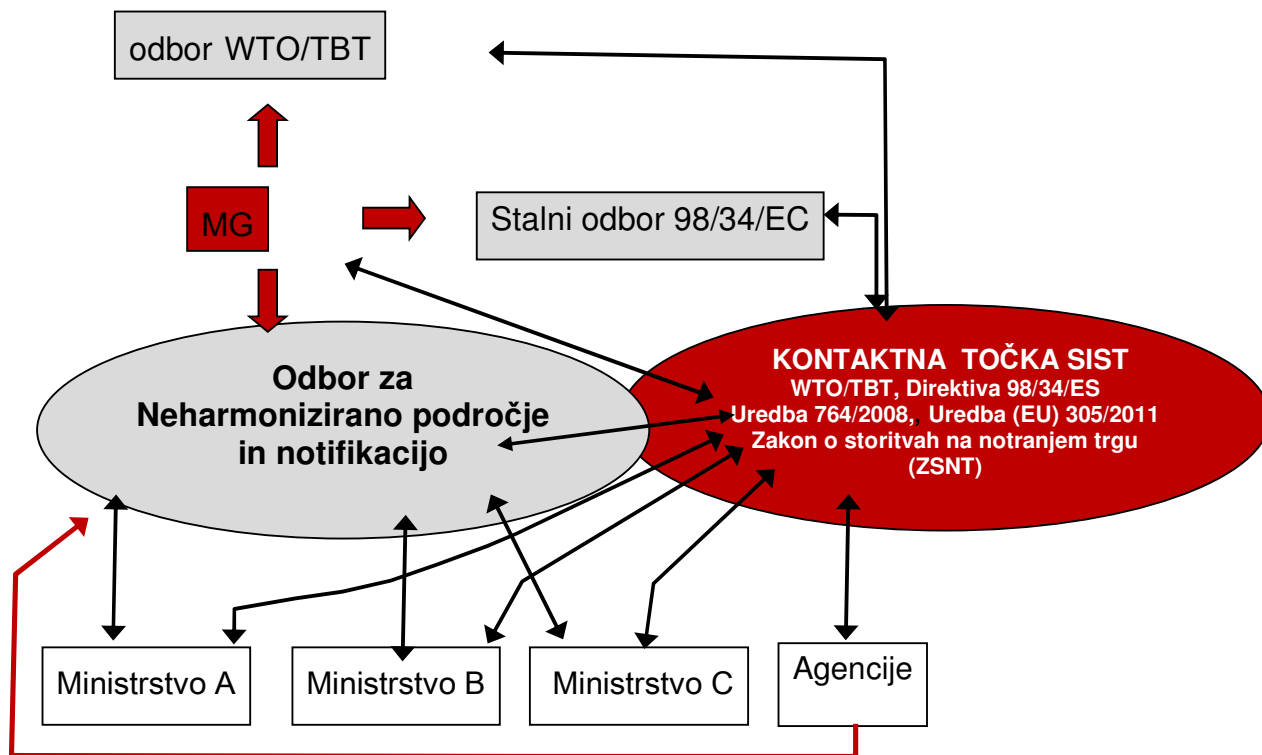 odbor WTO/TBT
MG
Stalni odbor 98/34/EC
Odbor za
Neharmonizirano področje
in notifikacijo
KONTAKTNA TOČKA SIST
WTO/TBT, Direktiva 98/34/ES
Uredba 764/2008,, Uredba (EU) 305/2011
Zakon o storitvah na notranjem trgu
(ZSNT)
Ministrstvo A
Ministrstvo B
Ministrstvo C
Agencije